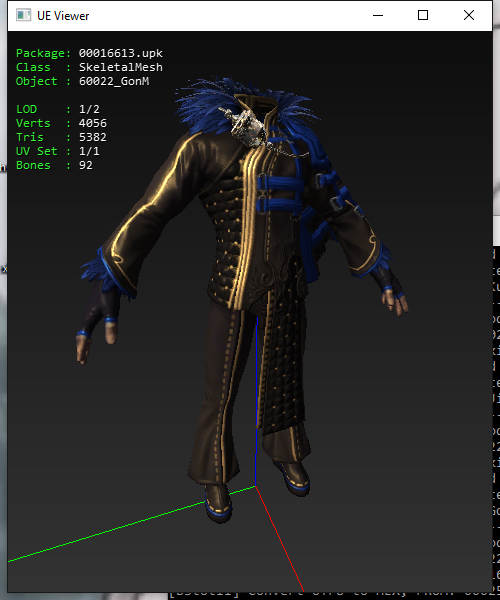 UE Viewer
Package: 00016613.upk
Class : SkeletalMesh
Object : 60022_GonM
LOD : 1/2
Verts : 4056
Tris : 5382
UV Set : 1/1
Bones : 92